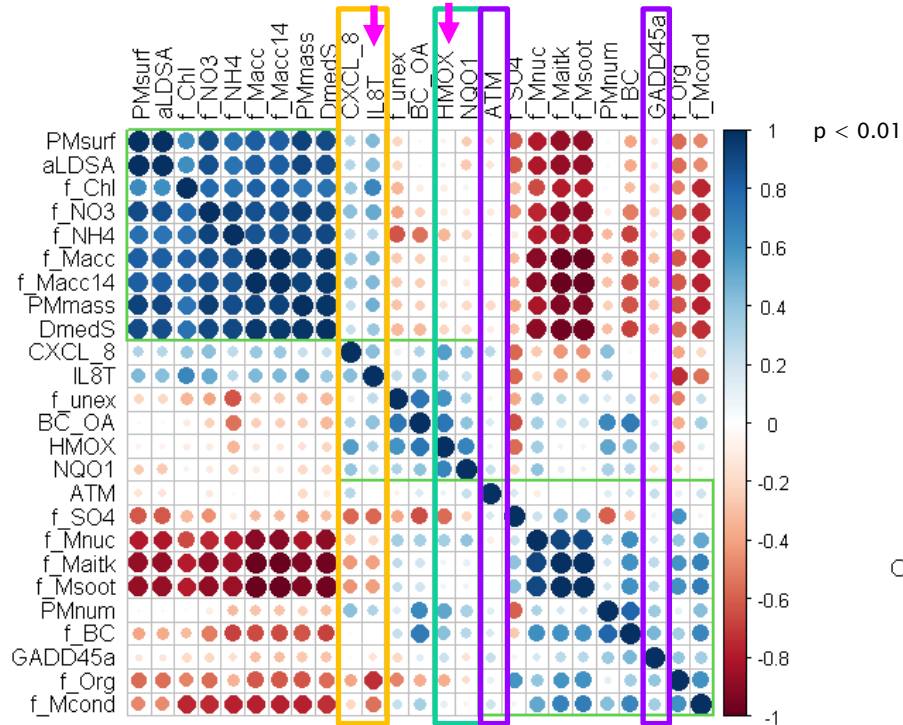 PMsurf
aLDSA
f_Chl
f_NO3
f_NH4
f_Macc
f_Macc14
PMmass
DmedS
CXCL_8
IL8T
f_unex
BC_OA
HMOX
NQO1
ATM
f_SO4
f_Mnuc
f_Maitk
f_Msoot
PMnum
f_BC
GADD45a
f_Org
f_Mcond
p < 0.01
PMsurf
aLDSA
f_Chl
f_NO3
f_NH4
f_Macc
f_Macc14
PMmass
DmedS
CXCL_8
IL8T
f_unex
BC_OA
HMOX
NQO1
ATM
f_SO4
f_Mnuc
f_Maitk
f_Msoot
PMnum
f_BC
GADD45a
f_Org
f_Mcond
1
0.8
0.6
0.4
0.2
0
-0.2
-0.4
-0.6
-0.8
-1